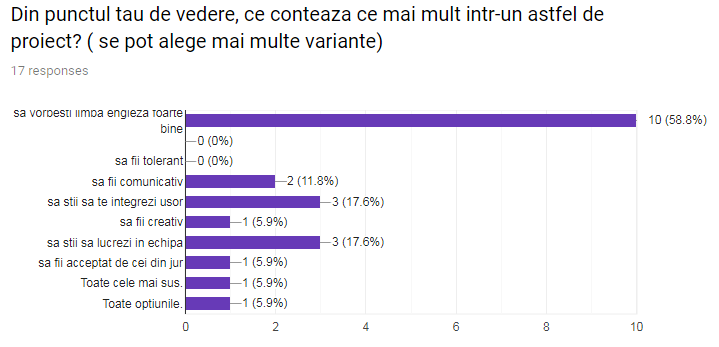 Din punctul tau de vedere, ce conteaza ce mai mult intr-un astfel de
proiect? ( se pot alege mai multe variante)
17 responses
sa vorbesti limba engleza foarte
bine
10 (58.8%)
0 (0%)
sa fii tolerant
0 (0%)
sa fii comunicativ
2 (11.8%)
sa stii sa te integrezi usor
3 (17.6%)
sa fii creativ
1 (5.9%)
sa stii sa lucrezi in echipa
3 (17.6%)
sa fii acceptat de cei din jur
1 (5.9%)
Toate cele mai sus.
1 (5.9%)
Toate optiunile.
1 (5.9%)
0 2 4 6 8 10